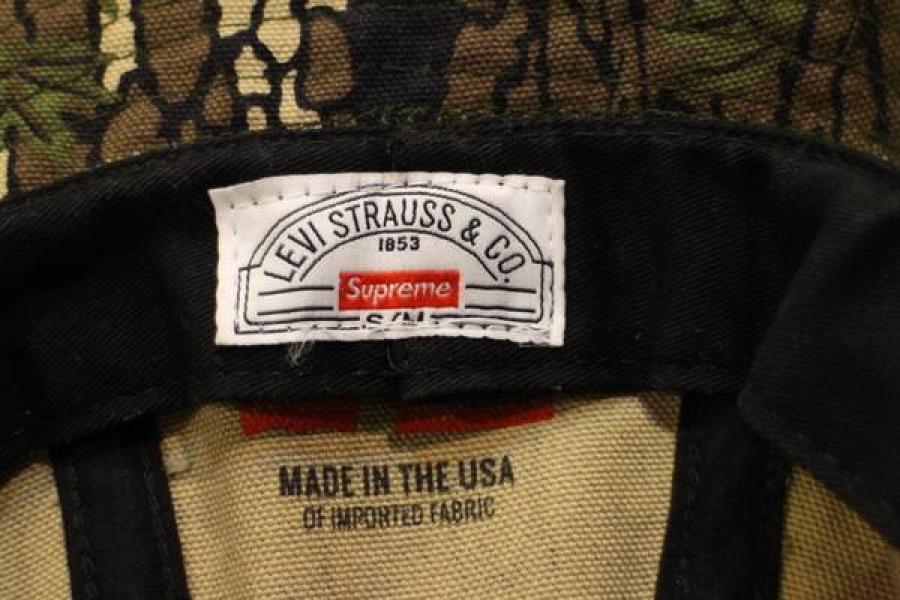 LEVI STRAUSS & CO.
1853
Supreme
S/M
MADE IN THE USA
OF IMPORTED FABRIC